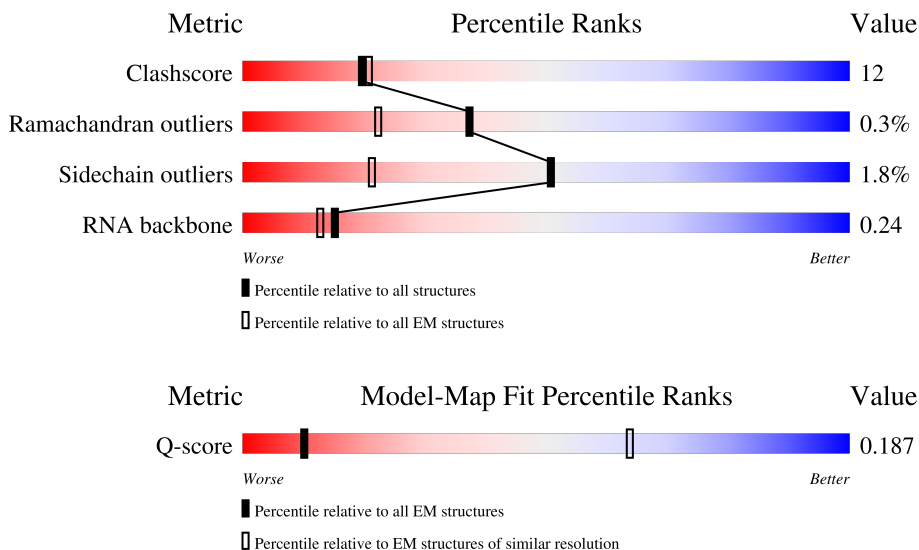 Metric Percentile Ranks Value
Clashscore 12
Ramachandran outliers 0.3%
Sidechain outliers 1.8%
RNA backbone 0.24
Worse Better
Percentile relative to all structures
Percentile relative to all EM structures
Metric Model-Map Fit Percentile Ranks Value
Q-score 0.187
Worse Better
Percentile relative to all EM structures
Percentile relative to EM structures of similar resolution